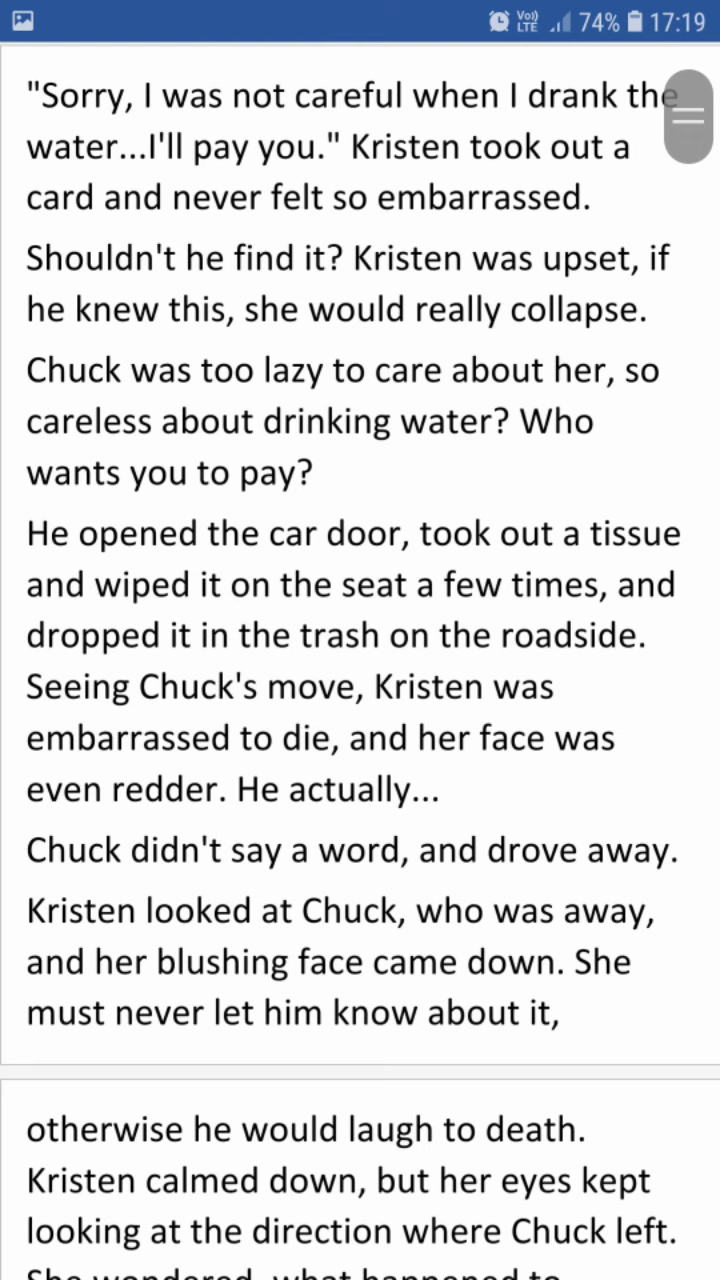 Vo))
LTE 74% 17:19
"Sorry, I was not careful when I drank the
water...I'll pay you." Kristen took out a
card and never felt so embarrassed.
Shouldn't he find it? Kristen was upset, if
he knew this, she would really collapse.
Chuck was too lazy to care about her, so
careless about drinking water? Who
wants you to pay?
He opened the car door, took out a tissue
and wiped it on the seat a few times, and
dropped it in the trash on the roadside.
Seeing Chuck's move, Kristen was
embarrassed to die, and her face was
even redder. He actually...
Chuck didn't say a word, and drove away.
Kristen looked at Chuck, who was away,
and her blushing face came down. She
must never let him know about it,
otherwise he would laugh to death.
Kristen calmed down, but her eyes kept
looking at the direction where Chuck left.
She wondered, what happened to